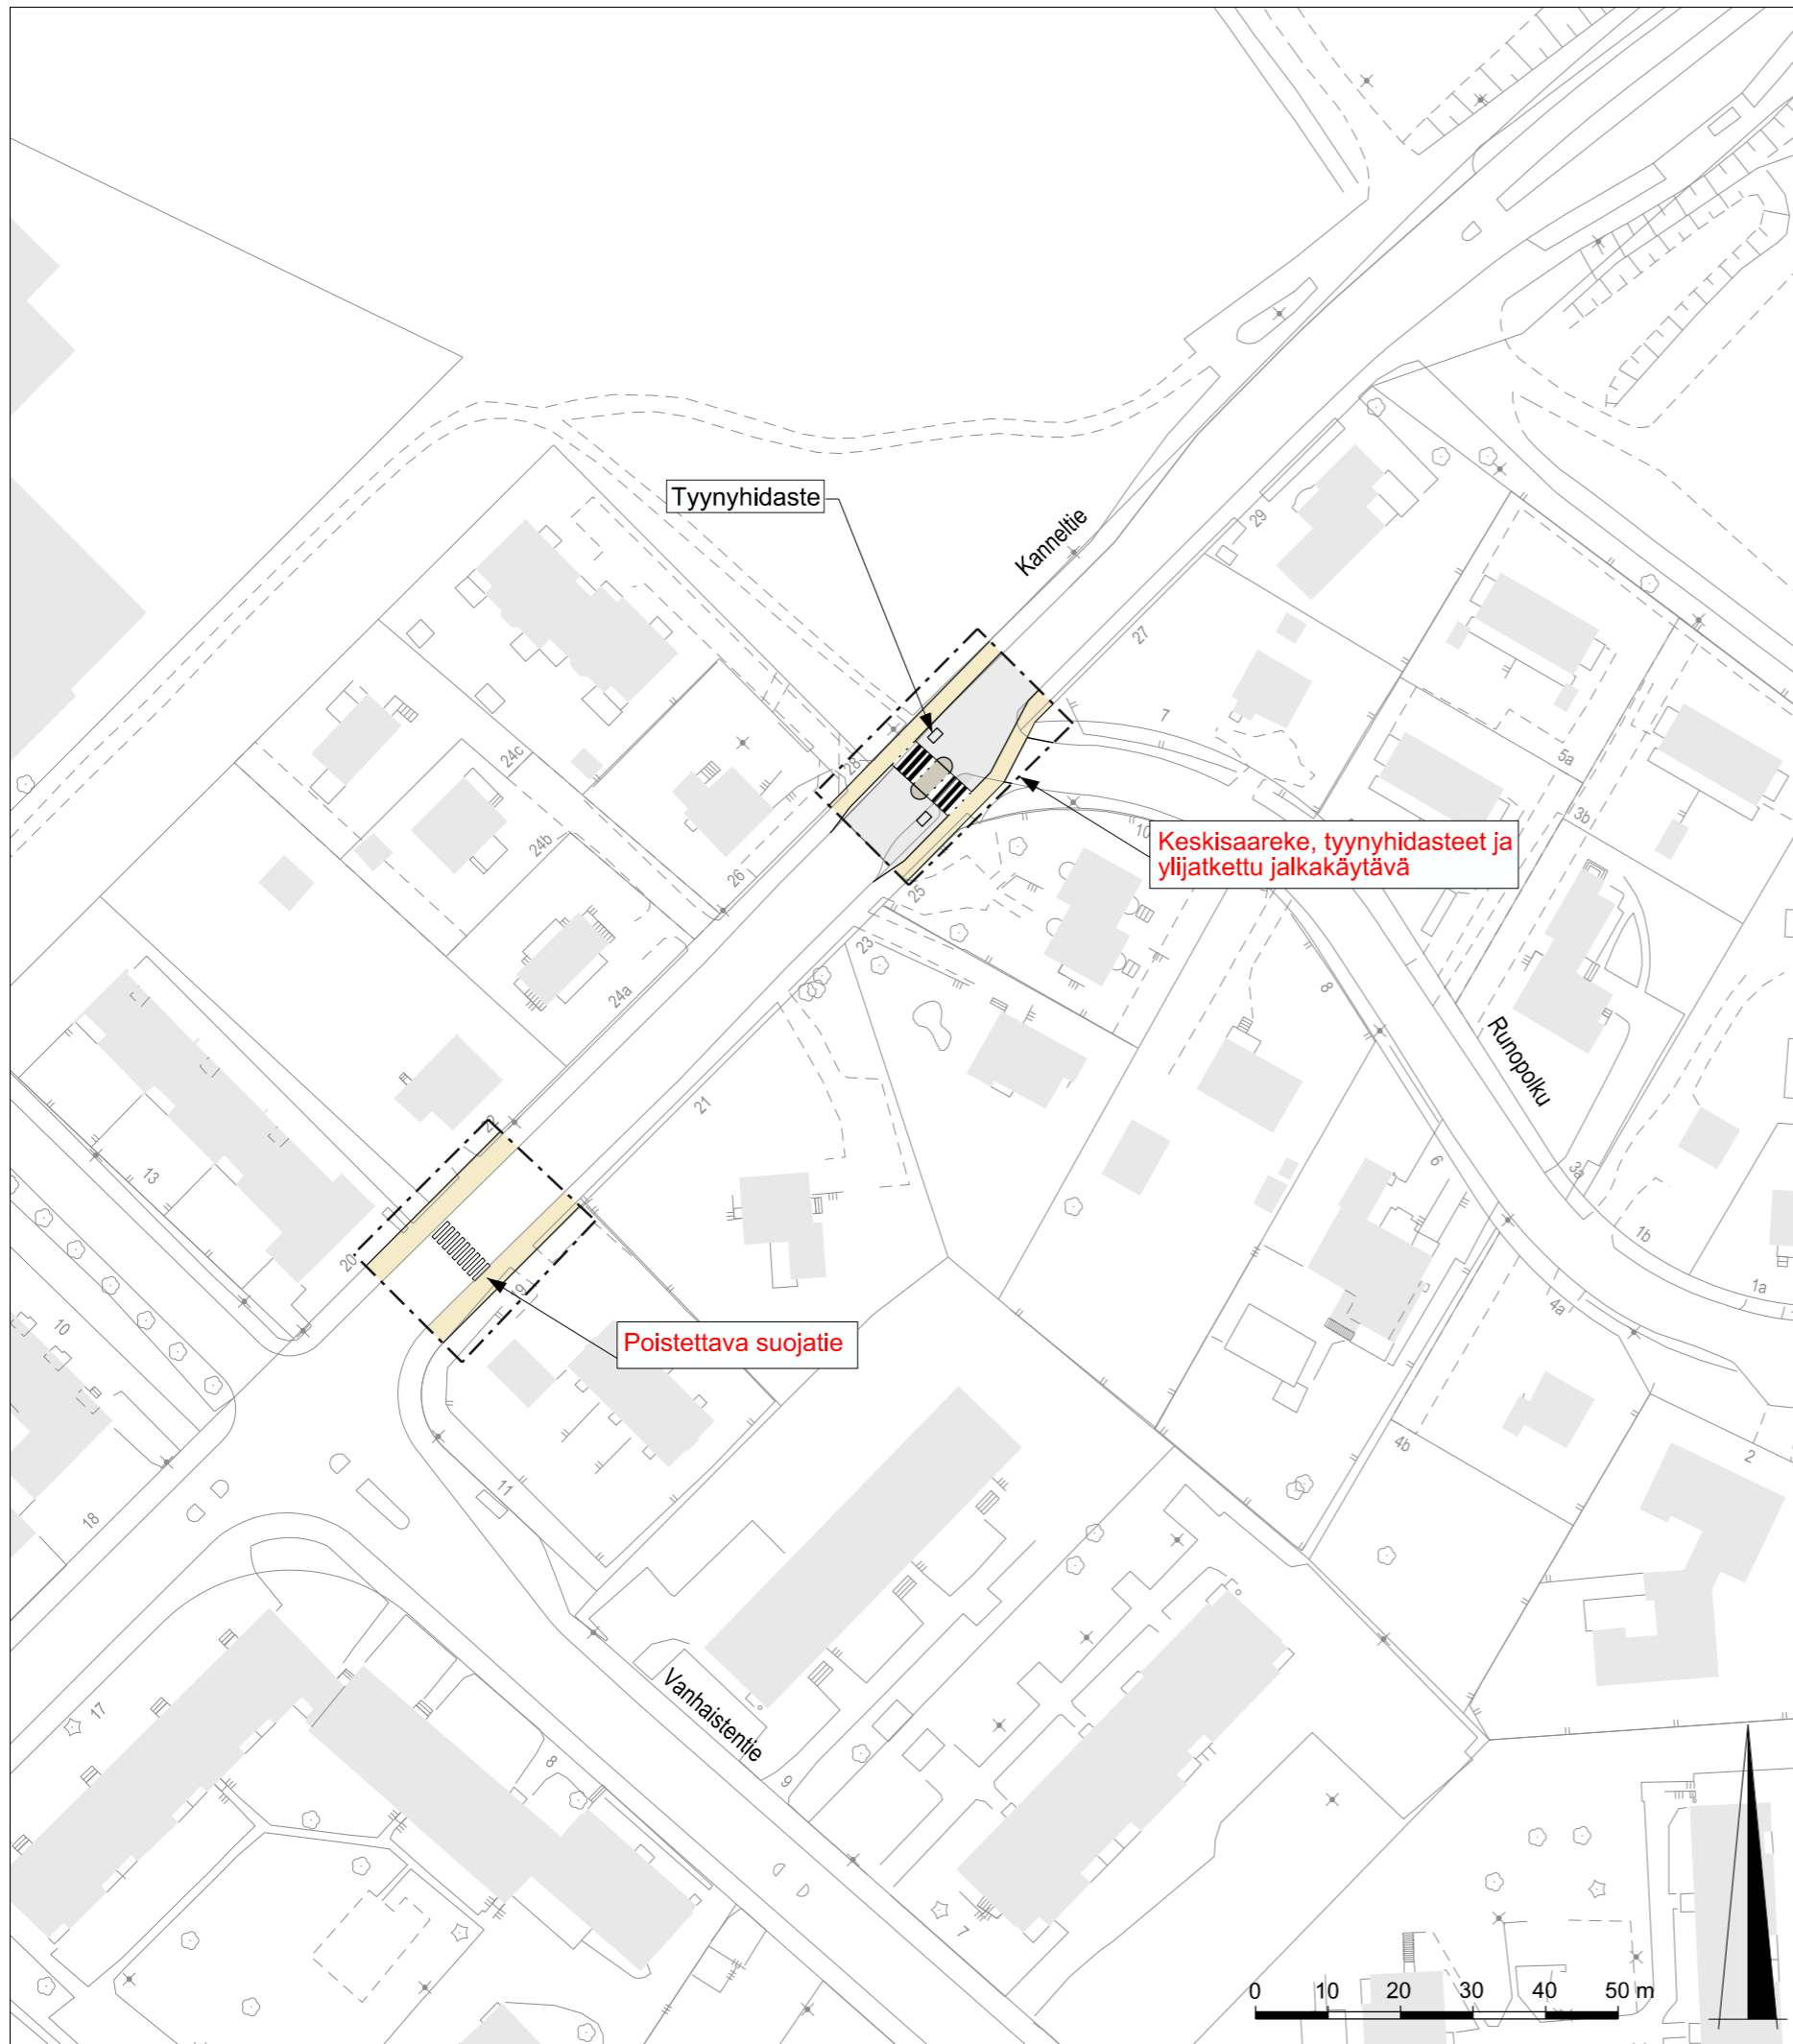 Tyynyhidaste
Kanneltie
29
27
7
5a
3b
28
24c
24b
26
24a
10
Keskisaareke, tyynyhidasteet ja
ylijatkettu jalkakäytävä
25
23
8
Runopolku
21
22
13
20
6
3a
1b
1a
4a
10
Poistettava suojatie
4b
2
11
18
17
Vanhaistentie
8
9
7
0 10 20 30 40 50 m